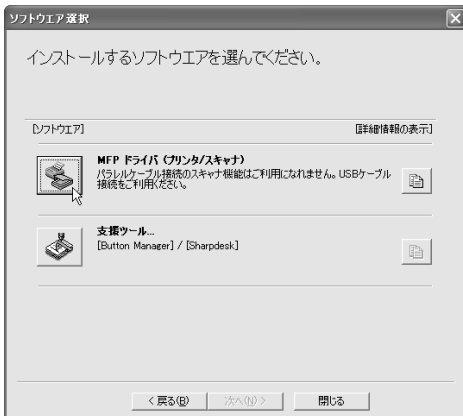 ソフトウエア選択
インストールするソフトウエアを選んでください。
[ソフトウエア]
[詳細情報の表示]
MFP ドライバ (プリンタ/スキャナ)
パラレルケーブル接続のスキャナ機能はご利用になれません。USBケーブル
接続をご利用ください。
支援ツール...
[Button Manager] / [Sharpdesk]
< 戻る(B)
次へ(N) >
閉じる